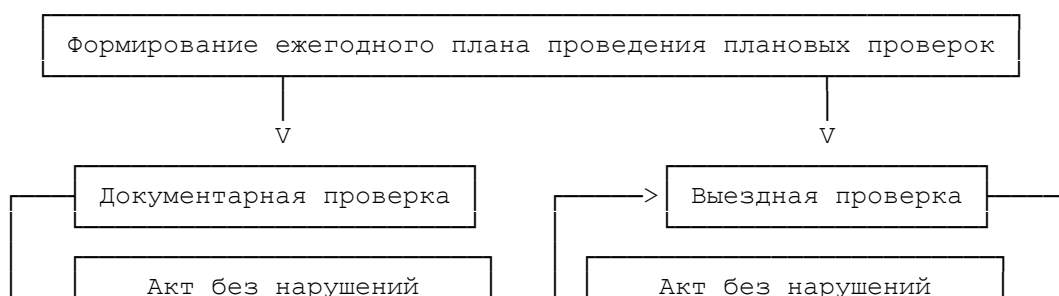 Формирование ежегодного плана проведения плановых проверок
V V
Документарная проверка > Выездная проверка
Акт без нарушений Акт без нарушений